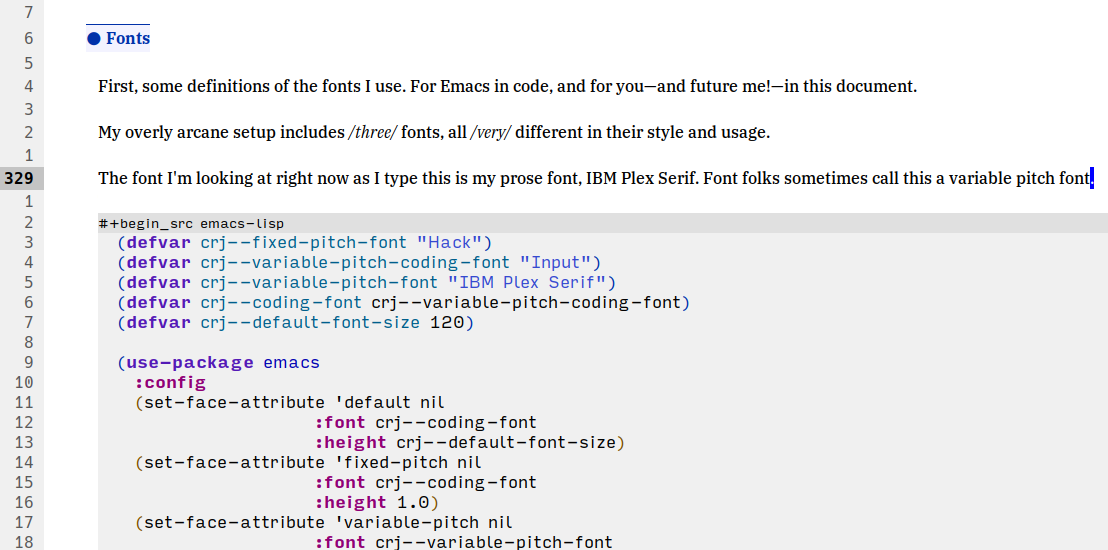 7
6 ● Fonts
5
4 First, some definitions of the fonts I use. For Emacs in code, and for you—and future me!—in this document.
3
2 My overly arcane setup includes /three/ fonts, all /very/ different in their style and usage.
1
329 The font I'm looking at right now as I type this is my prose font, IBM Plex Serif. Font folks sometimes call this a variable pitch font.
1
2 #+begin_src emacs-lisp
3 (defvar crj--fixed-pitch-font "Hack")
4 (defvar crj--variable-pitch-coding-font "Input")
5 (defvar crj--variable-pitch-font "IBM Plex Serif")
6 (defvar crj--coding-font crj--variable-pitch-coding-font)
7 (defvar crj--default-font-size 120)
8
9 (use-package emacs
10 :config
11 (set-face-attribute 'default nil
12 :font crj--coding-font
13 :height crj--default-font-size)
14 (set-face-attribute 'fixed-pitch nil
15 :font crj--coding-font
16 :height 1.0)
17 (set-face-attribute 'variable-pitch nil
18 :font crj--variable-pitch-font